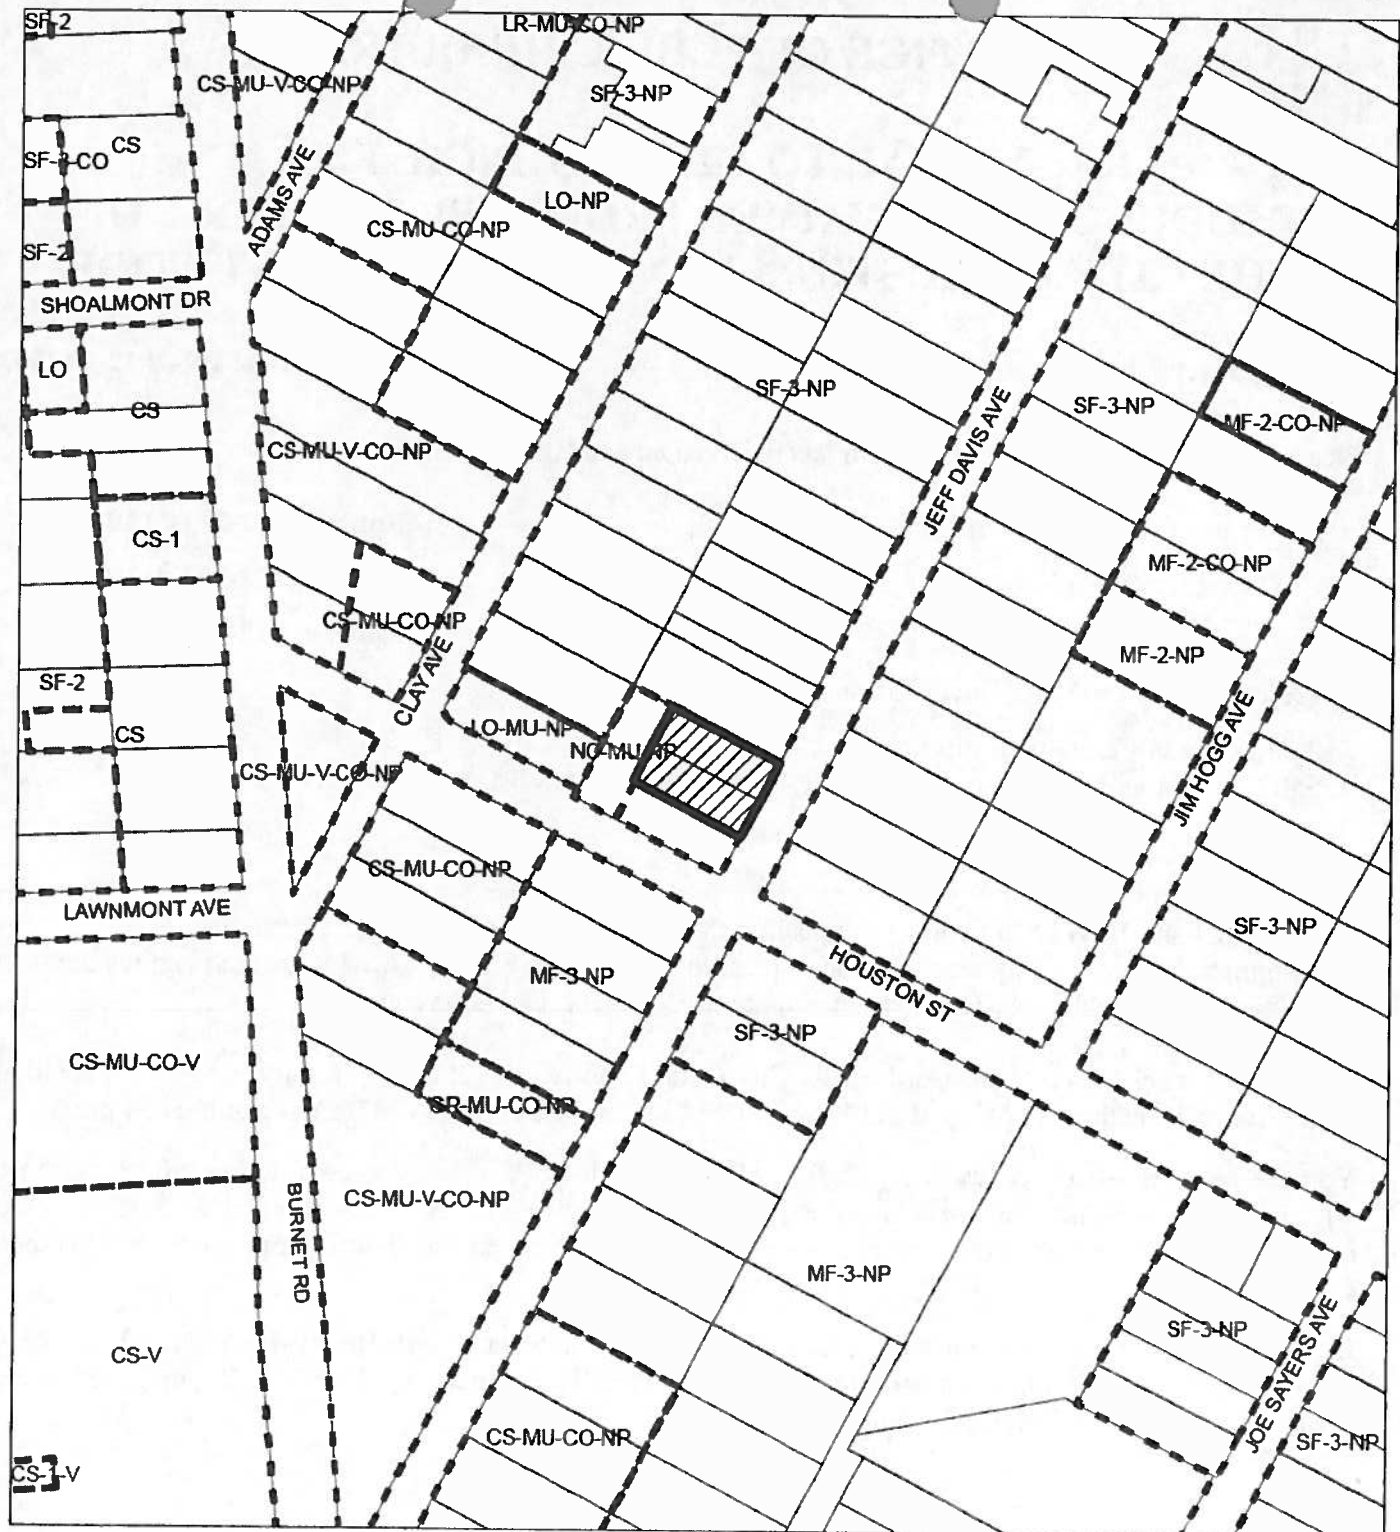 SF-2
LR-MU-CO-NP
CS-MU-V-CO-NP
SF-3-NP
CS
SF-3-CO
ADAMS AVE
LO-NP
CS-MU-CO-NP
SF-2
SHOALMONT DR
LO
CS
SF-3-NP
SF-3-NP
MF-2-CO-NP
JEFF DAVIS AVE
CS-MU-V-CO-NP
CS-1
MF-2-CO-NP
CS-MU-CO-NP
MF-2-NP
SF-2
CLAY AVE
CS
LO-MU-NP
NO-MU-NP
JIM HOGG AVE
CS-MU-V-CO-NP
CS-MU-CO-NP
LAWNMONT AVE
SF-3-NP
MF-3-NP
HOUSTON ST
SF-3-NP
CS-MU-CO-V
GR-MU-CO-NP
BURNET RD
CS-MU-V-CO-NP
MF-3-NP
SF-3-NP
CS-V
JOE SAYERS AVE
CS-MU-CO-NP
SF-3-NP
CS-1-V